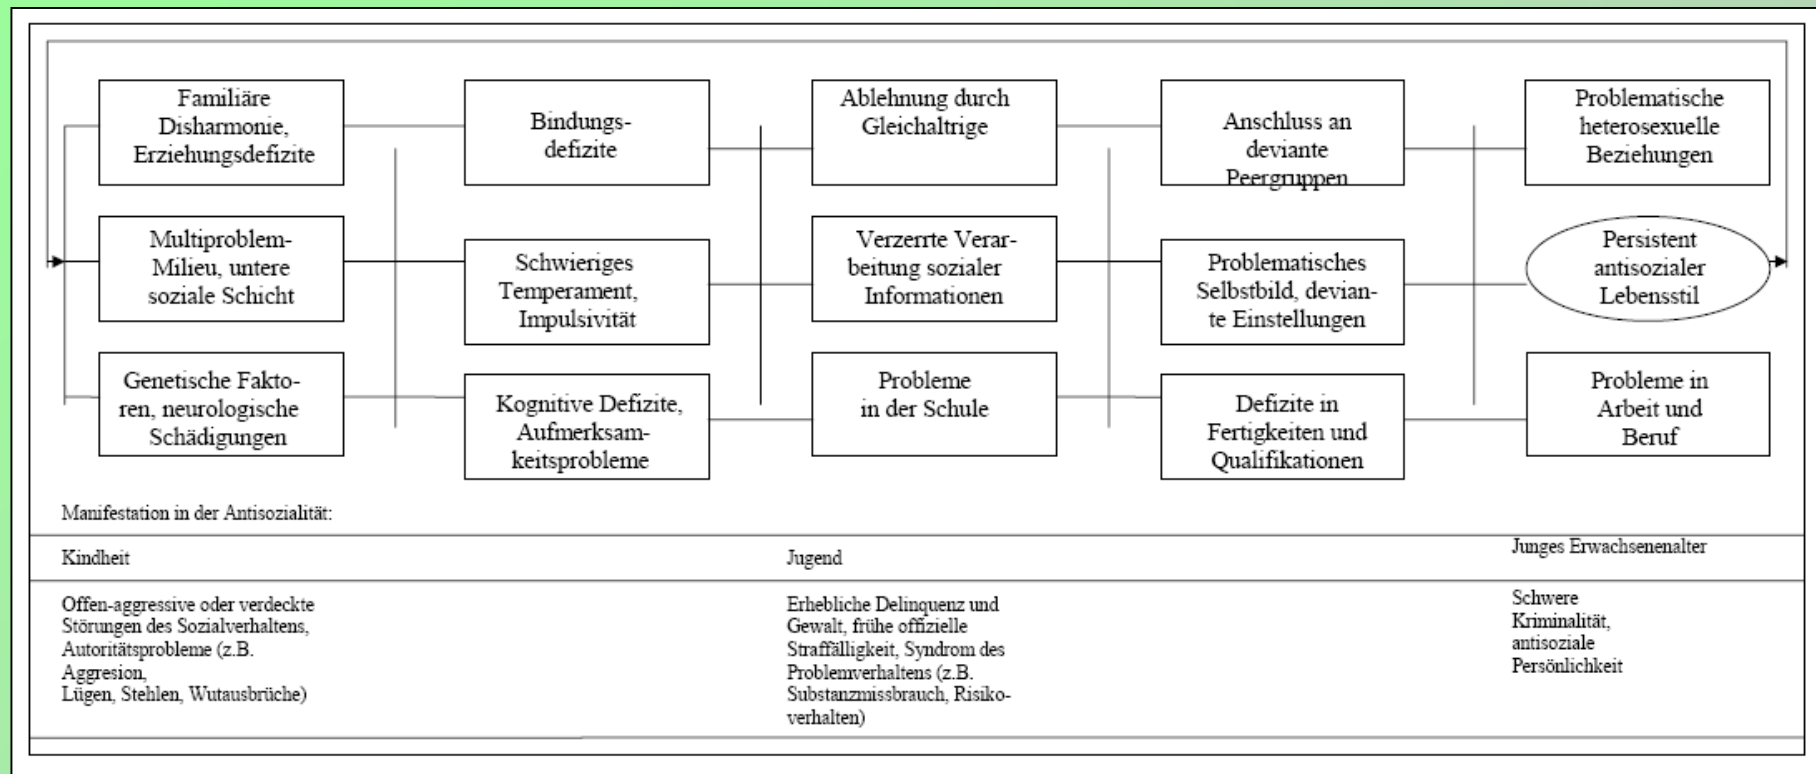 Familiäre
Disharmonie,
Erziehungsdefizite
Bindungs-
defizite
Ablehnung durch
Gleichaltrige
Anschluss an
deviante
Peergruppen
Problematische
heterosexuelle
Beziehungen
Multiproblem-
Milieu, untere
soziale Schicht
Schwieriges
Temperament,
Impulsivität
Verzerrte Verar-
beitung sozialer
Informationen
Problematisches
Selbstbild, devian-
te Einstellungen
Persistent
antisozialer
Lebensstil
Genetische Fakto-
ren, neurologische
Schädigungen
Kognitive Defizite,
Aufmerksam-
keitsprobleme
Probleme
in der Schule
Defizite in
Fertigkeiten und
Qualifikationen
Probleme in
Arbeit und
Beruf
Manifestation in der Antisozialität:
Kindheit
Jugend
Junges Erwachsenenalter
Offen-aggressive oder verdeckte
Störungen des Sozialverhaltens,
Autoritätsprobleme (z.B.
Aggresion,
Lügen, Stehlen, Wutausbrüche)
Erhebliche Delinquenz und
Gewalt, frühe offizielle
Straffälligkeit, Syndrom des
Problemverhaltens (z.B.
Substanzmissbrauch, Risiko-
verhalten)
Schwere
Kriminalität,
antisoziale
Persönlichkeit